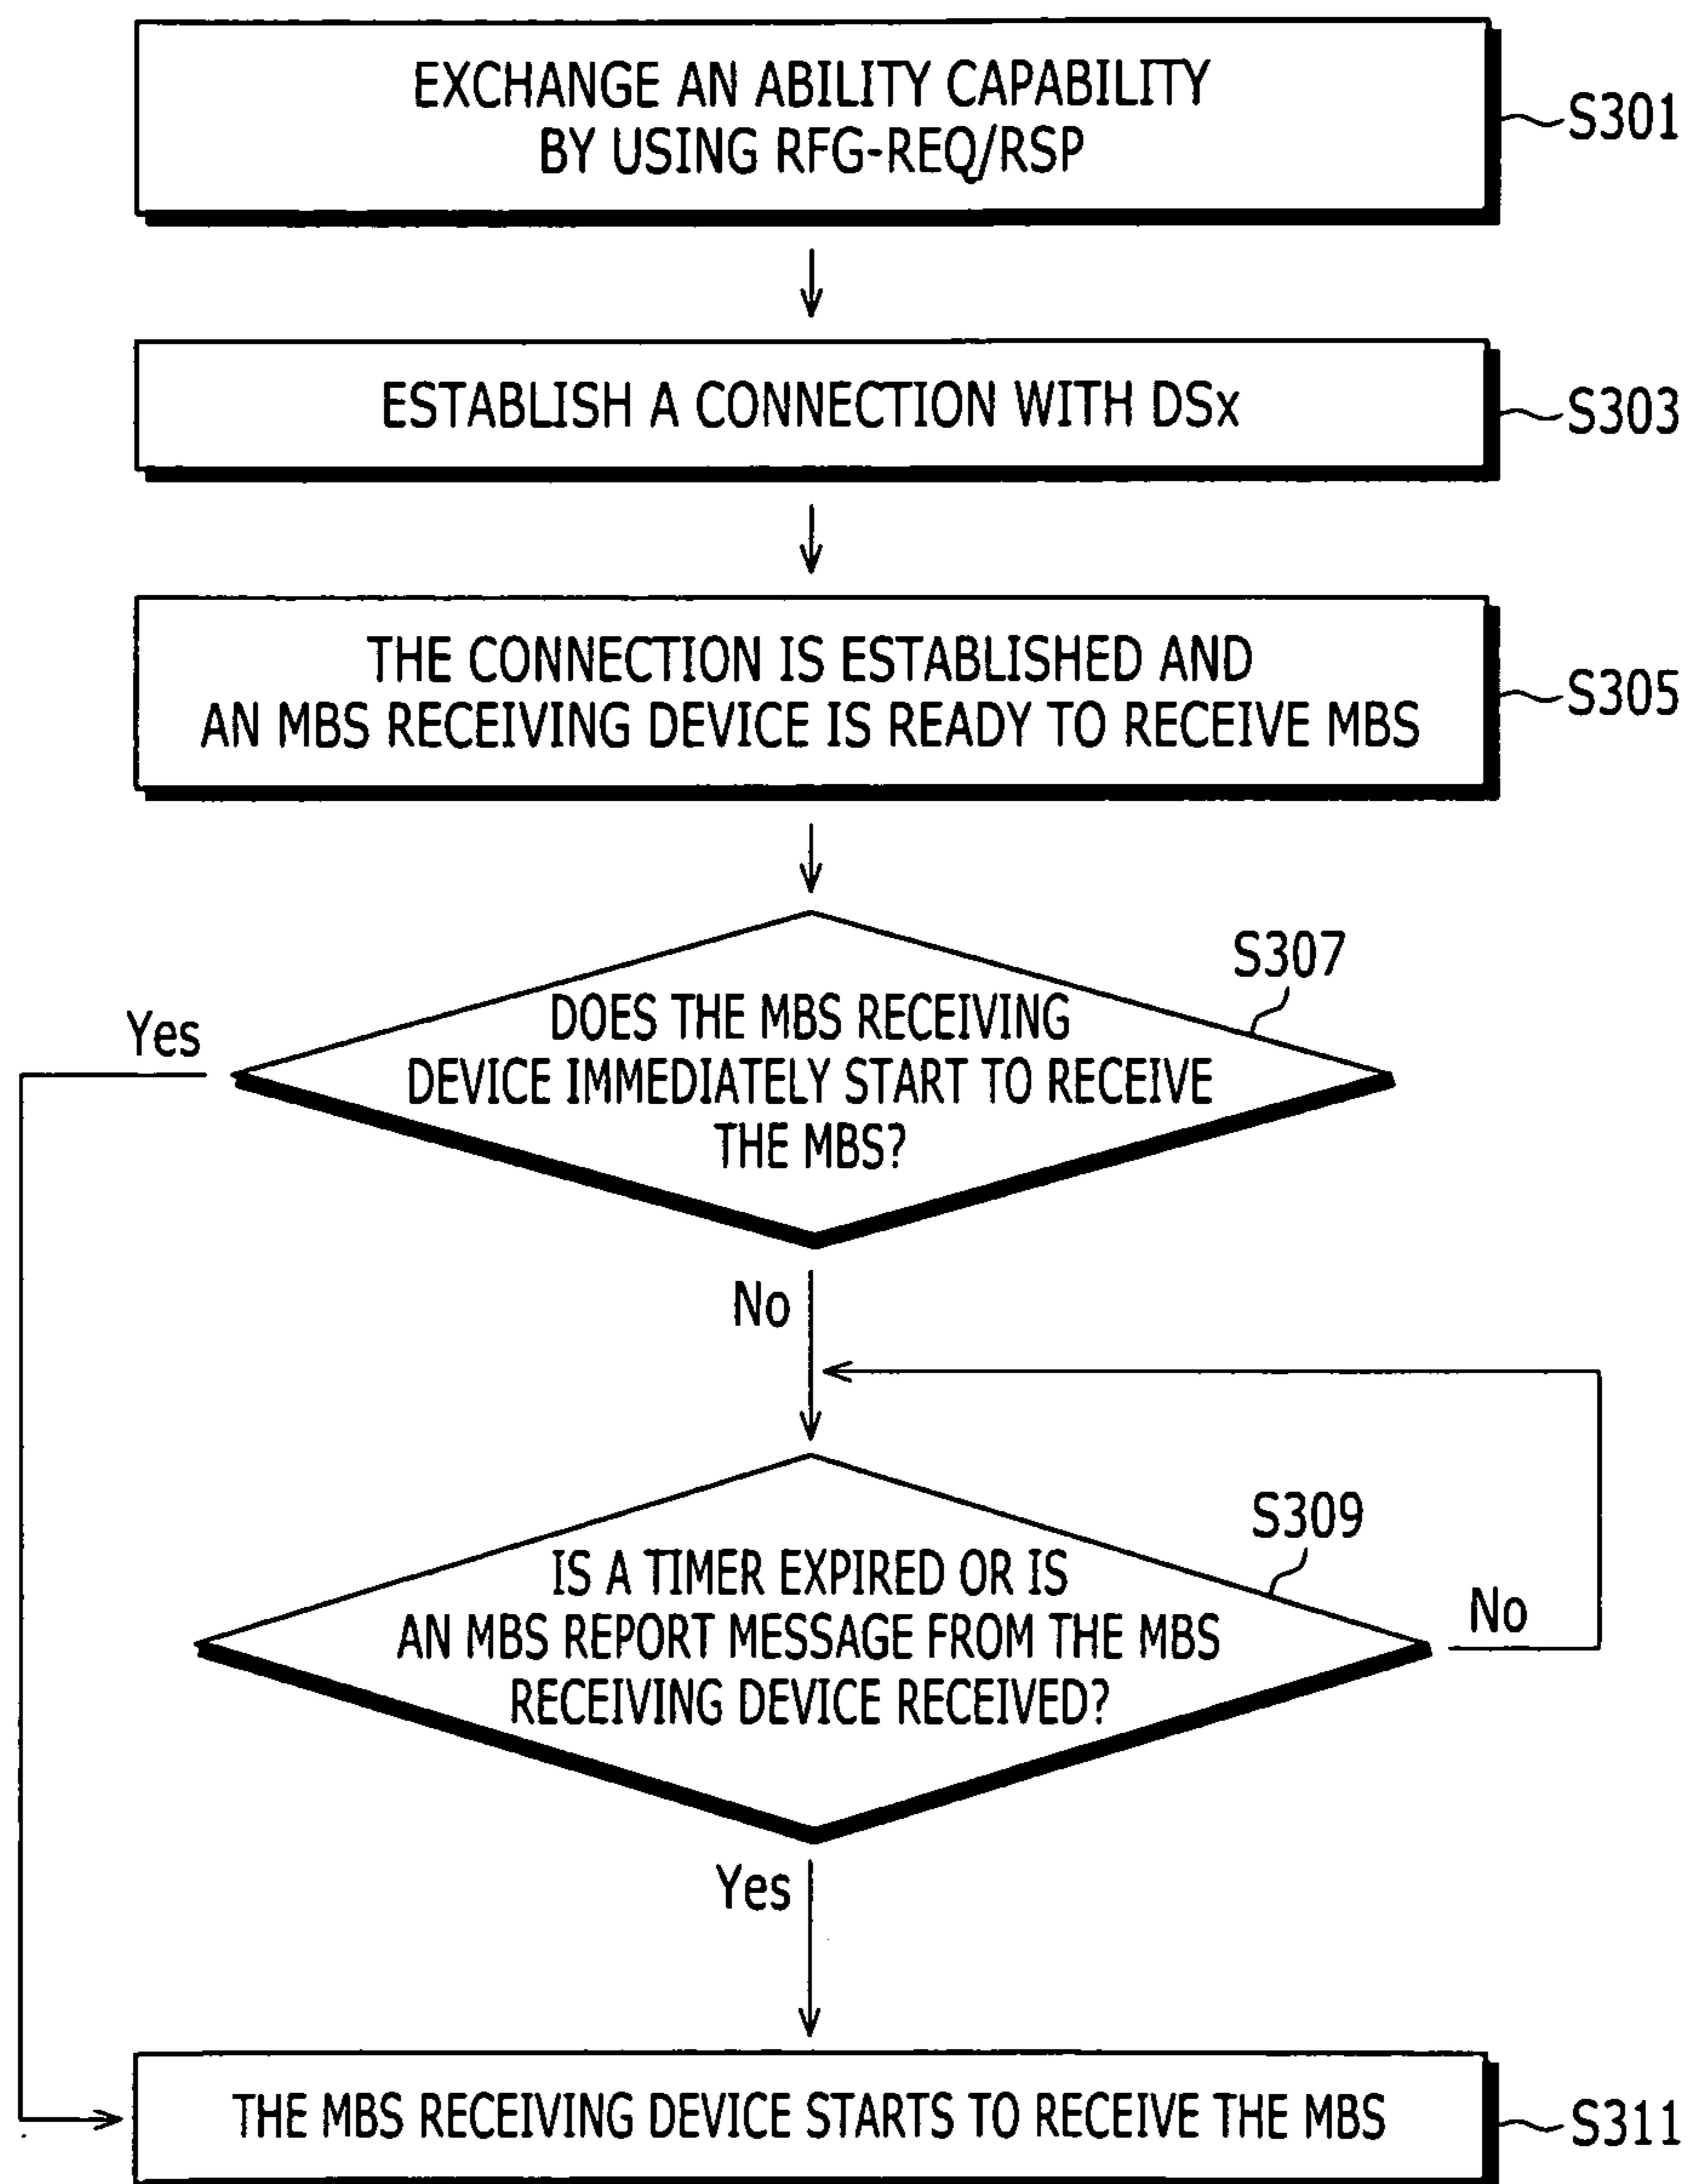 EXCHANGE AN ABILITY CAPABILITY
BY USING RFG-REQ/RSP
S301
ESTABLISH A CONNECTION WITH DSx
S303
THE CONNECTION IS ESTABLISHED AND
AN MBS RECEIVING DEVICE IS READY TO RECEIVE MBS
S305
S307
Yes
DOES THE MBS RECEIVING
DEVICE IMMEDIATELY START TO RECEIVE
THE MBS?
No
S309
IS A TIMER EXPIRED OR IS
AN MBS REPORT MESSAGE FROM THE MBS
RECEIVING DEVICE RECEIVED?
No
Yes
THE MBS RECEIVING DEVICE STARTS TO RECEIVE THE MBS
S311